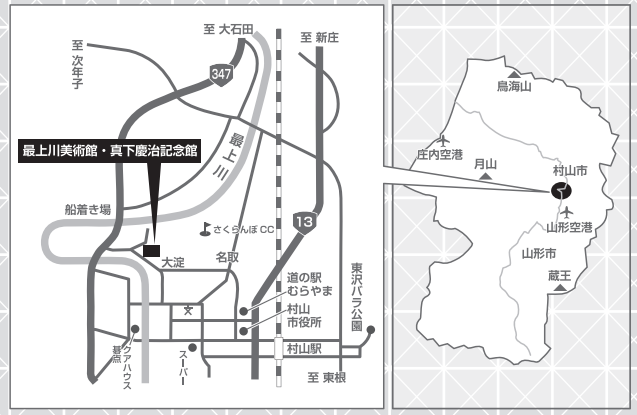 至 大石田
至 新庄
至 次年子
347
最上川美術館・真下慶治記念館
最上川
船着き場
さくらんぼCC
13
大淀
名取
道の駅
むらやま
村山
市役所
東沢バラ公園
村山駅
クアハウス
碁点
スーパー
至 東根
鳥海山
庄内空港
月山
村山市
山形空港
山形市
蔵王